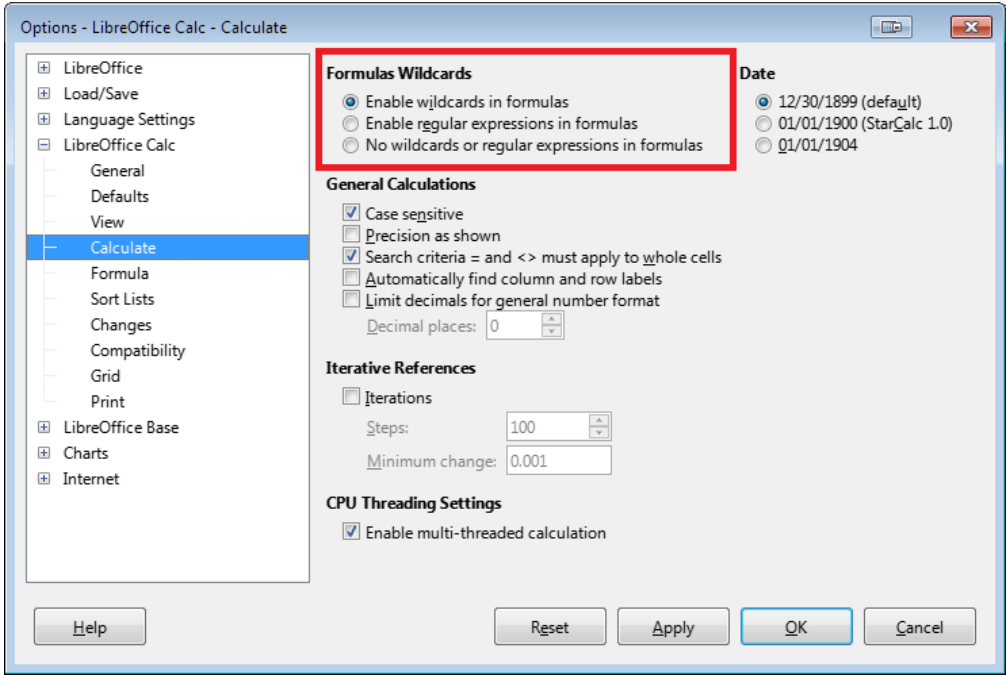 Options - LibreOffice Calc - Calculate
LibreOffice
Load/Save
Language Settings
LibreOffice Calc
General
Defaults
View
Calculate
Formula
Sort Lists
Changes
Compatibility
Grid
Print
LibreOffice Base
Charts
Internet
Formulas Wildcards
Enable wildcards in formulas
Enable regular expressions in formulas
No wildcards or regular expressions in formulas
Date
12/30/1899 (default)
01/01/1900 (StarCalc 1.0)
01/01/1904
General Calculations
Case sensitive
Precision as shown
Search criteria = and <> must apply to whole cells
Automatically find column and row labels
Limit decimals for general number format
Decimal places: 0
Iterative References
Iterations
Steps: 100
Minimum change: 0.001
CPU Threading Settings
Enable multi-threaded calculation
Help Reset Apply OK Cancel